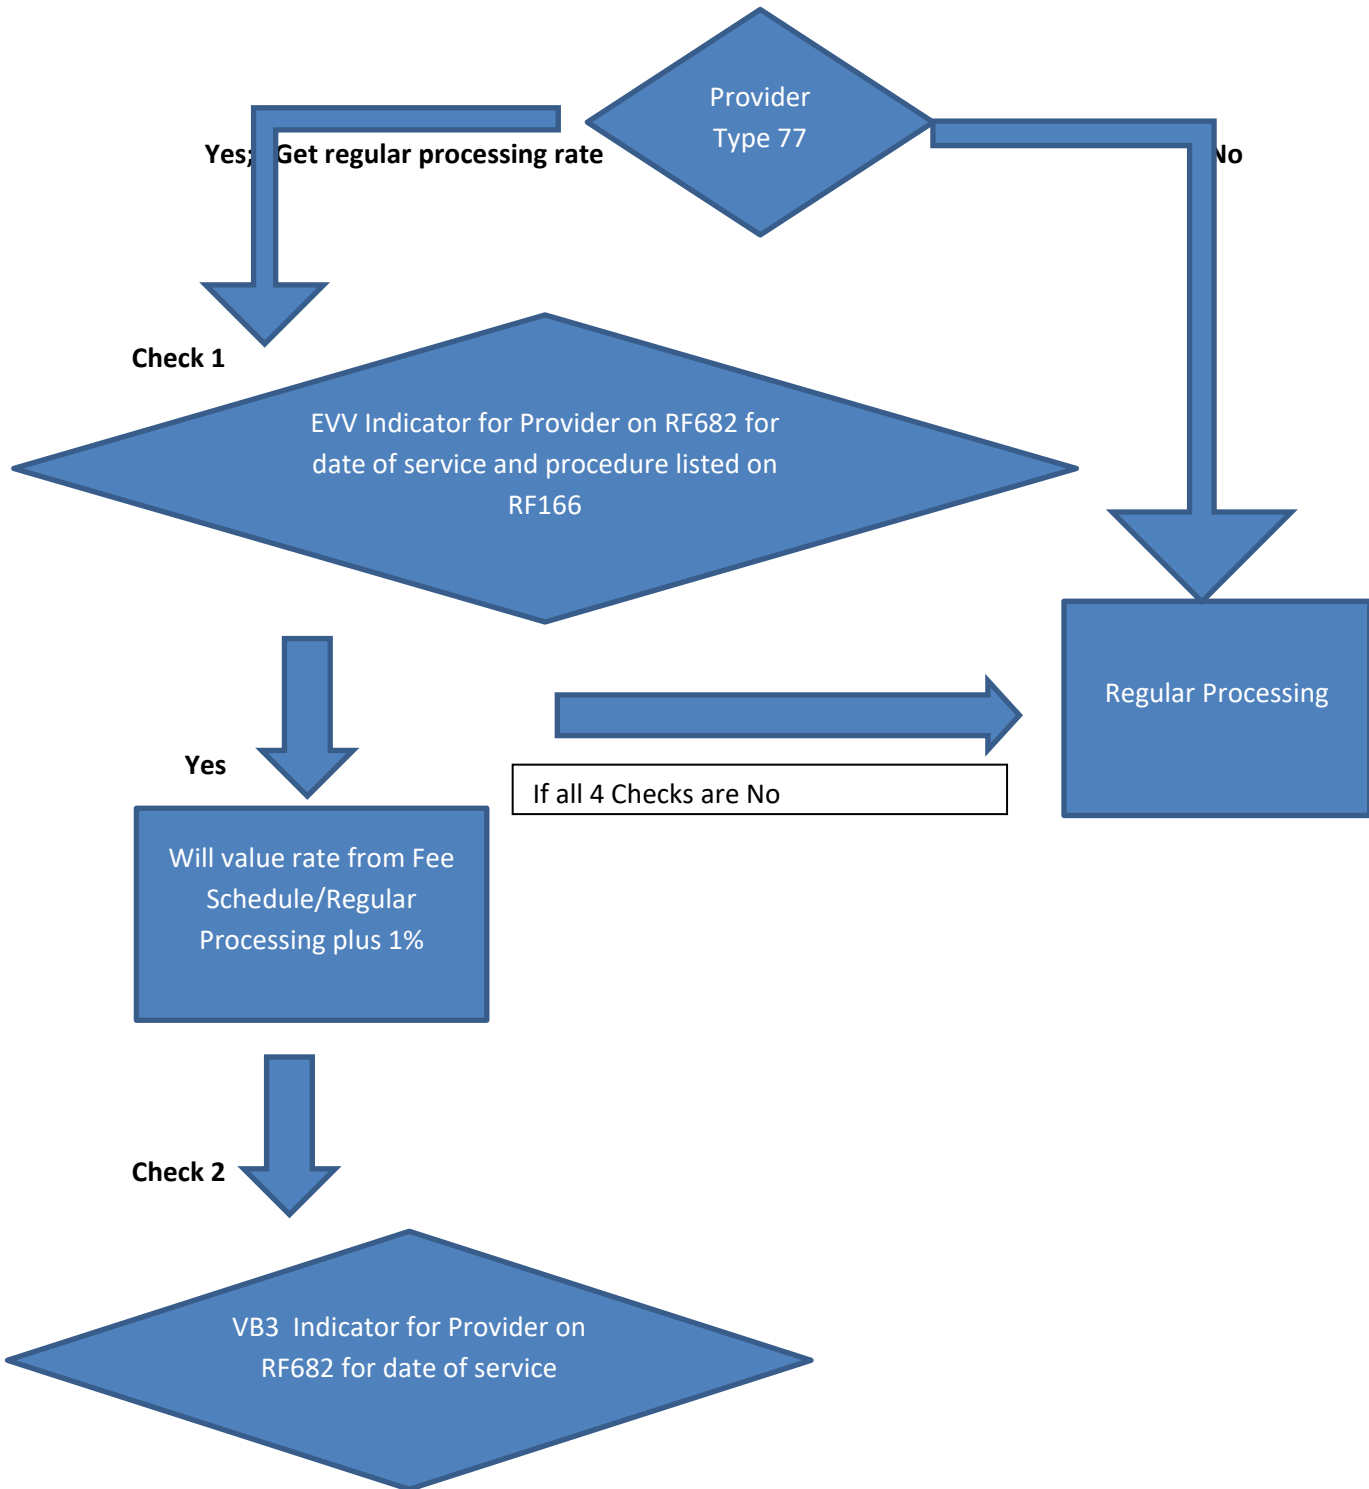 Provider
Type 77
Yes; Get regular processing rate
No
Check 1
EVV Indicator for Provider on RF682 for
date of service and procedure listed on
RF166
Regular Processing
Yes
If all 4 Checks are No
Will value rate from Fee
Schedule/Regular
Processing plus 1%
Check 2
VB3 Indicator for Provider on
RF682 for date of service